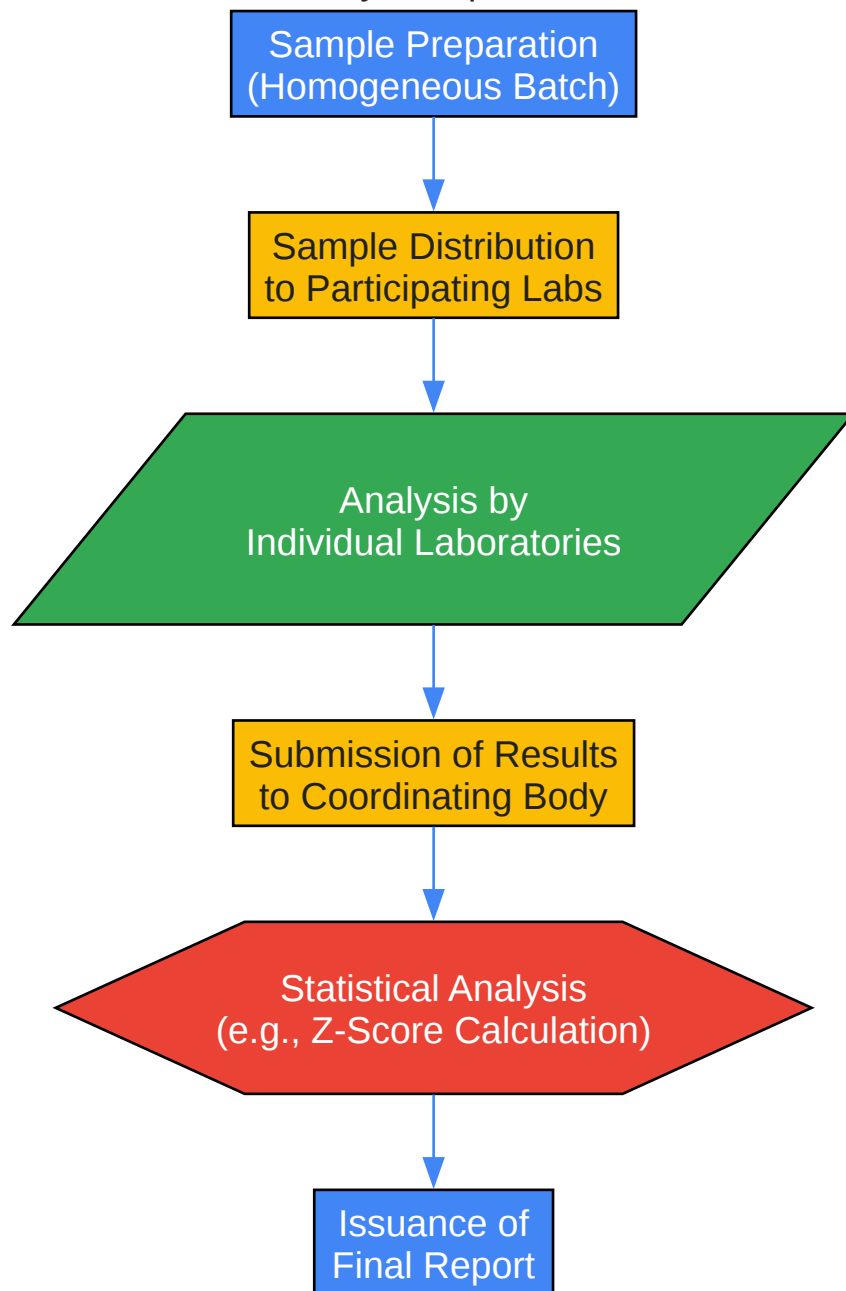 Sample Preparation
(Homogeneous Batch)
Sample Distribution
to Participating Labs
Analysis by
Individual Laboratories
Submission of Results
to Coordinating Body
Statistical Analysis
(e.g., Z-Score Calculation)
Issuance of
Final Report